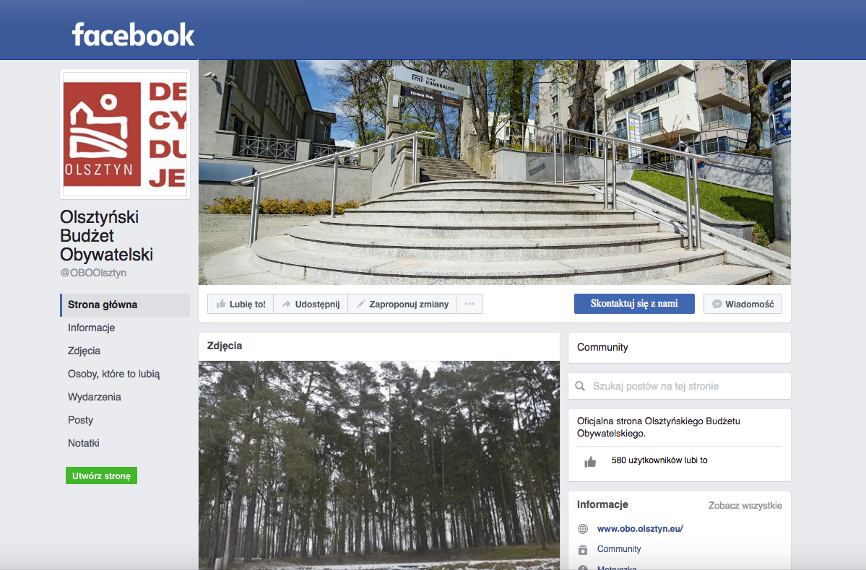 facebook
OLSZTYN
DE
CY
DU
JE
KAMERALNA
Olsztyński
Budżet
Obywatelski
@OBOOlsztyn
Strona główna
Informacje
Zdjęcia
Osoby, które to lubią
Wydarzenia
Posty
Notatki
Utwórz stronę
Lubię to!
Udostępnij
Zaproponuj zmiany
Skontaktuj się z nami
Wiadomość
Zdjęcia
Community
Szukaj postów na tej stronie
Oficjalna strona Olsztyńskiego Budżetu
Obywatelskiego.
580 użytkowników lubi to
Informacje
Zobacz wszystkie
www.obo.olsztyn.eu/
Community
Metryczka